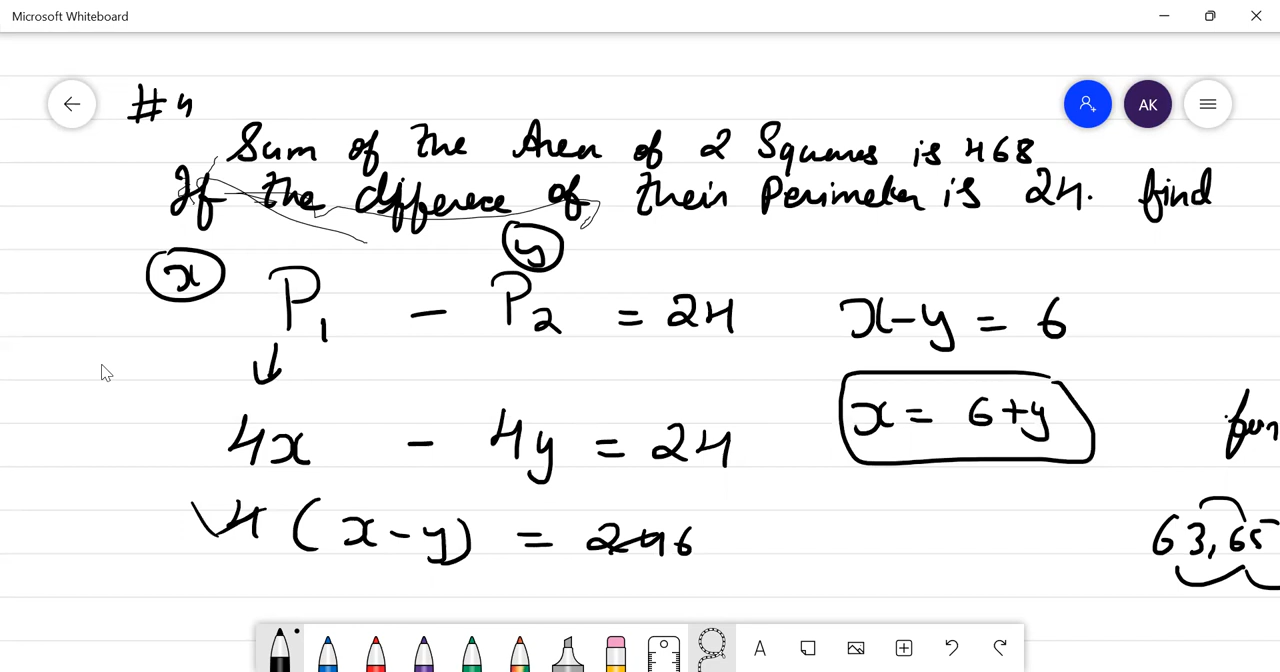 Microsoft Whiteboard
#4
Sum of the Area of 2 Squares is 468
If the difference of their Perimeter is 24. find
AK
x y
P1 - P2 = 24
x-y = 6
4x - 4y = 24
x = 6+y
4 (x-y) = 24 6
63, 65
A